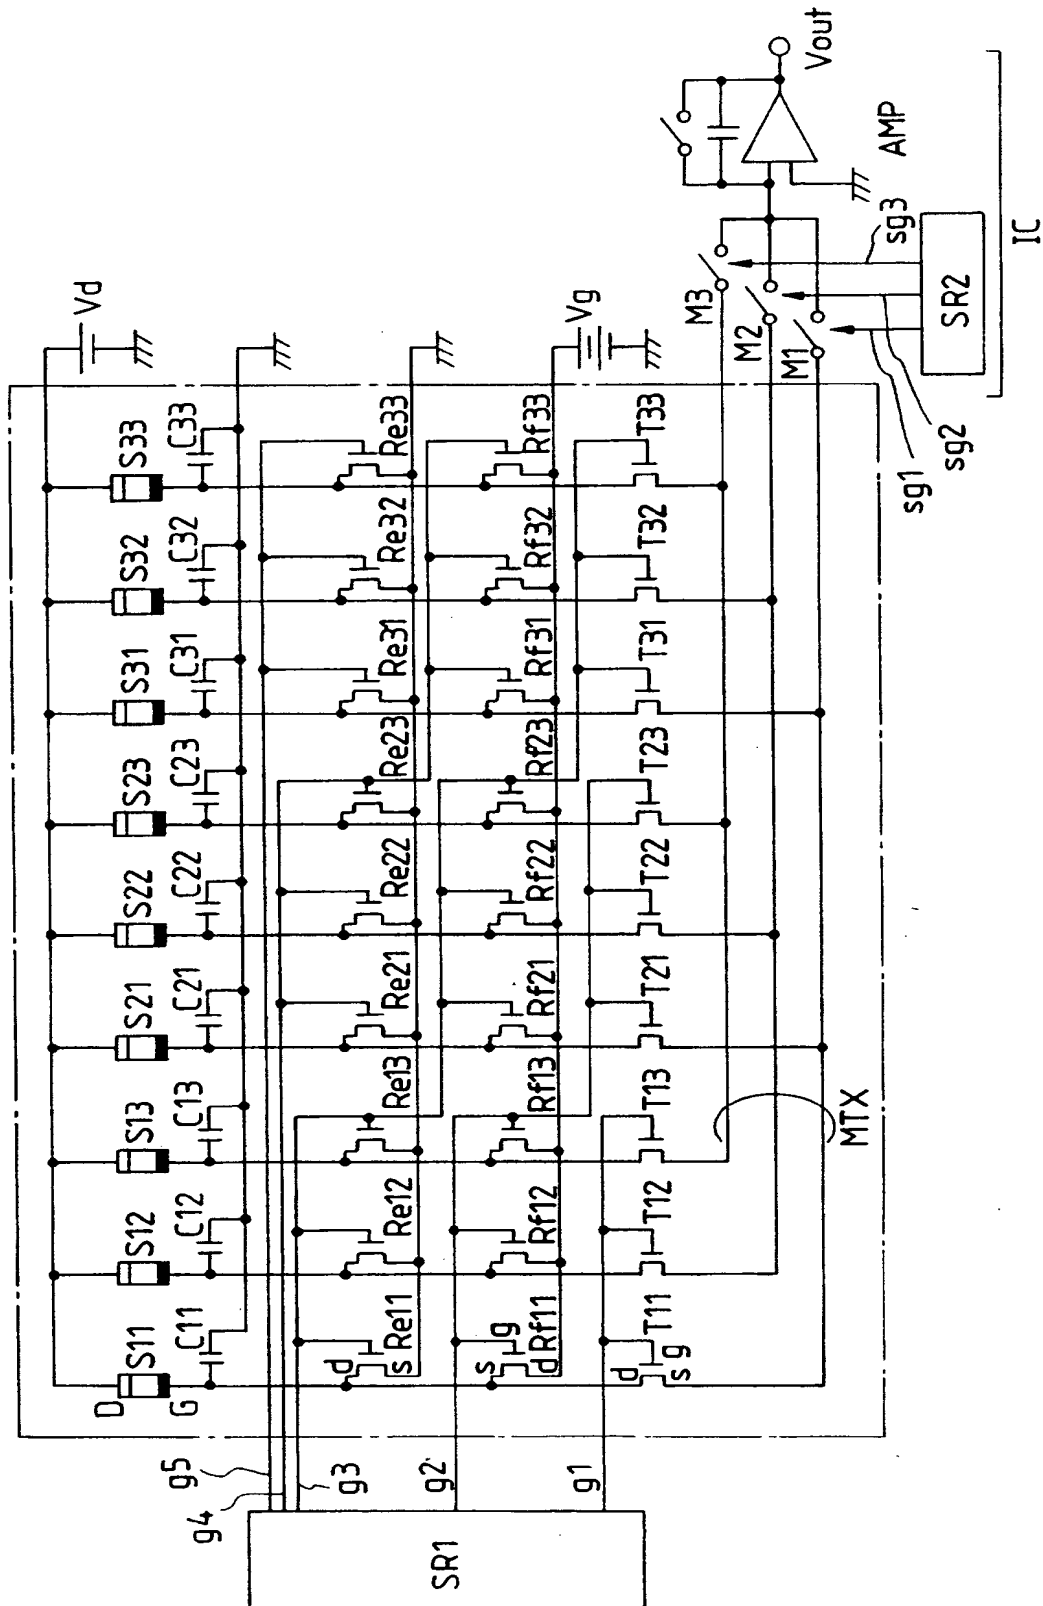 Vd
Vg
Vout
AMP
IC
SR2
sg1
sg2
sg3
M3
M2
M1
D
G
S11
S12
S13
S21
S22
S23
S31
S32
S33
C11
C12
C13
C21
C22
C23
C31
C32
C33
g5
g4
g3
g2
g1
SR1
d
s
Re11
Re12
Re13
Re21
Re22
Re23
Re31
Re32
Re33
s
g
d
Rf11
Rf12
Rf13
Rf21
Rf22
Rf23
Rf31
Rf32
Rf33
d
g
s
T11
T12
T13
T21
T22
T23
T31
T32
T33
MTX